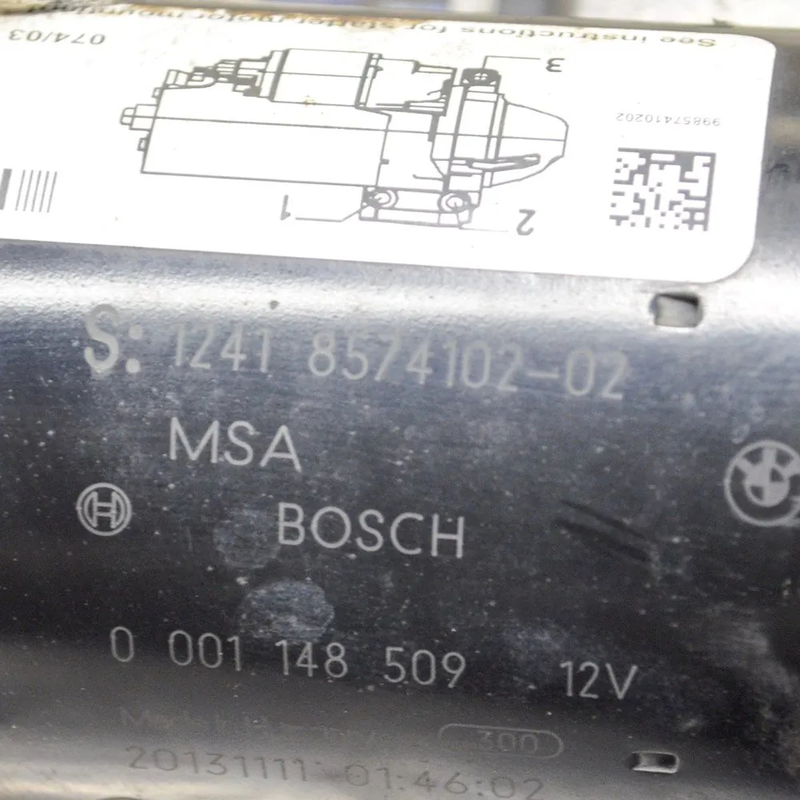 See instructions for starter motor mounting
074/03
3
99857410202
1
2
S: 1241 8574102-02
MSA
BOSCH
0 001 148 509 12V
300
20131111 01:46:02